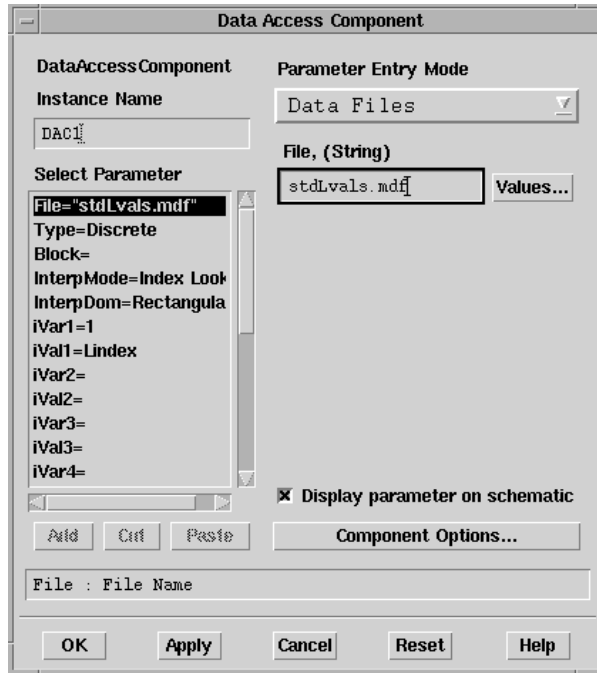 Data Access Component
DataAccessComponent
Instance Name
DAC1
Select Parameter
File="stdLvals.mdf"
Type=Discrete
Block=
InterpMode=Index Look
InterpDom=Rectangula
iVar1=1
iVal1=Lindex
iVar2=
iVal2=
iVar3=
iVal3=
iVar4=
Add Cut Paste
Parameter Entry Mode
Data Files
File, (String)
stdLvals.mdf Values...
Display parameter on schematic
Component Options...
File : File Name
OK Apply Cancel Reset Help